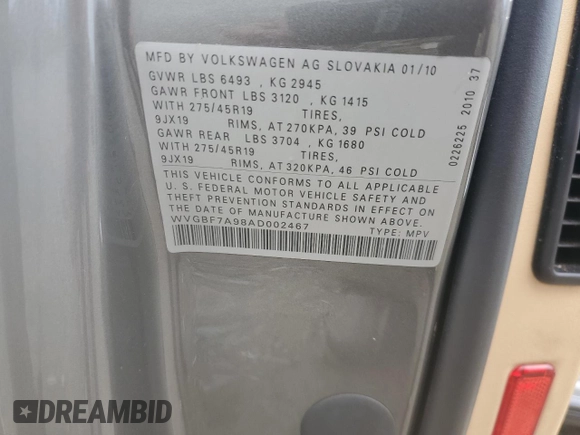 MFD BY VOLKSWAGEN AG SLOVAKIA 01/10
GVWR LBS 6493 , KG 2945
GAWR FRONT LBS 3120 , KG 1415
WITH 275/45R19 TIRES,
9JX19 RIMS, AT 270KPA, 39 PSI COLD
GAWR REAR LBS 3704 , KG 1680
WITH 275/45R19 TIRES,
9JX19 RIMS, AT 320KPA, 46 PSI COLD
THIS VEHICLE CONFORMS TO ALL APPLICABLE
U. S. FEDERAL MOTOR VEHICLE SAFETY AND
THEFT PREVENTION STANDARDS IN EFFECT ON
THE DATE OF MANUFACTURE SHOWN ABOVE.
WVGBF7A98AD002467 TYPE: MPV
0226225 2010 37
DREAMBID